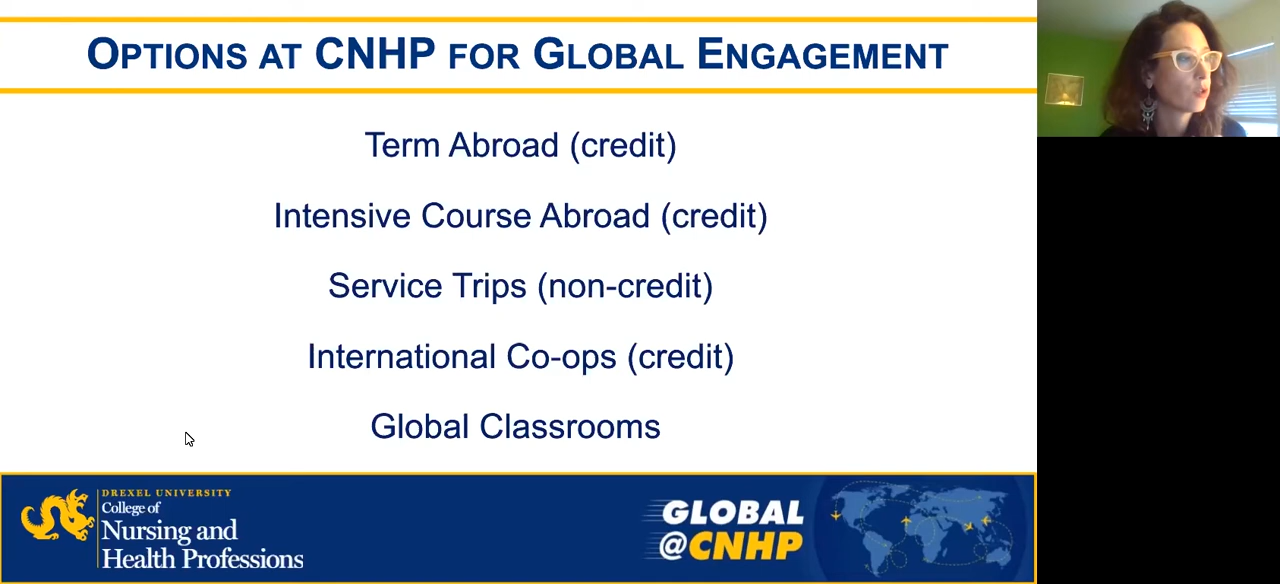 OPTIONS AT CNHP FOR GLOBAL ENGAGEMENT
Term Abroad (credit)
Intensive Course Abroad (credit)
Service Trips (non-credit)
International Co-ops (credit)
Global Classrooms
DREXEL UNIVERSITY
College of
Nursing and
Health Professions
GLOBAL
@CNHP